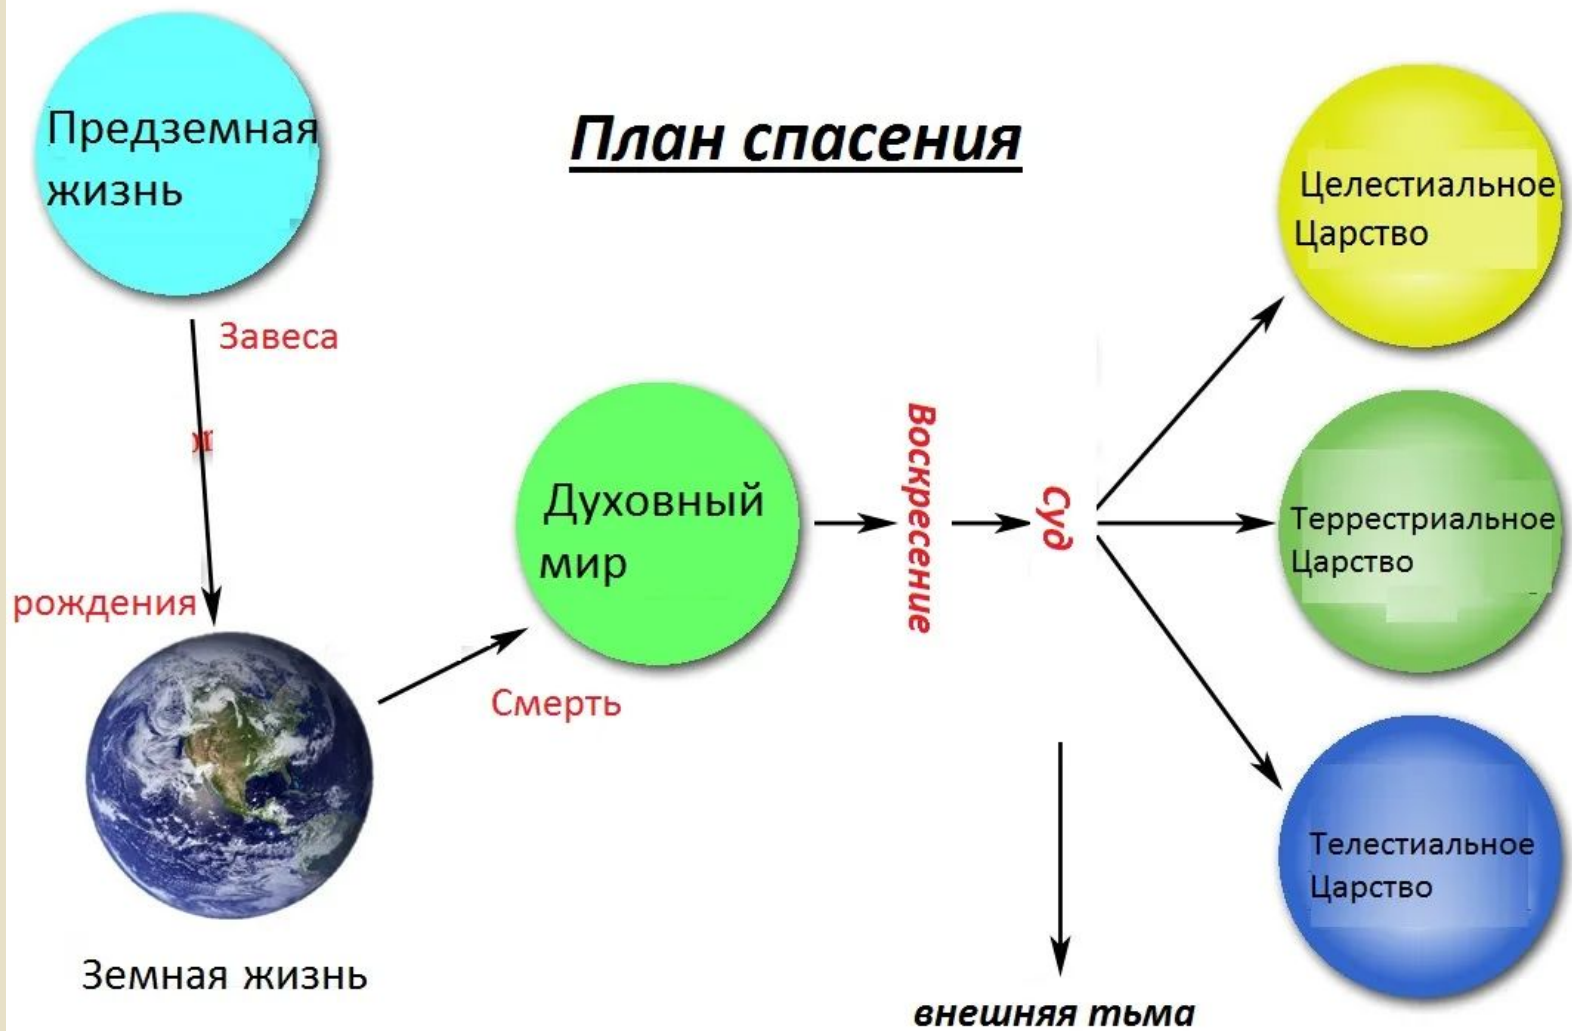 План спасения
Предземная
жизнь
Завеса
рождения
Земная жизнь
Смерть
Духовный
мир
Воскресение
Суд
Целестиальное
Царство
Террестриальное
Царство
Телестиальное
Царство
внешняя тьма